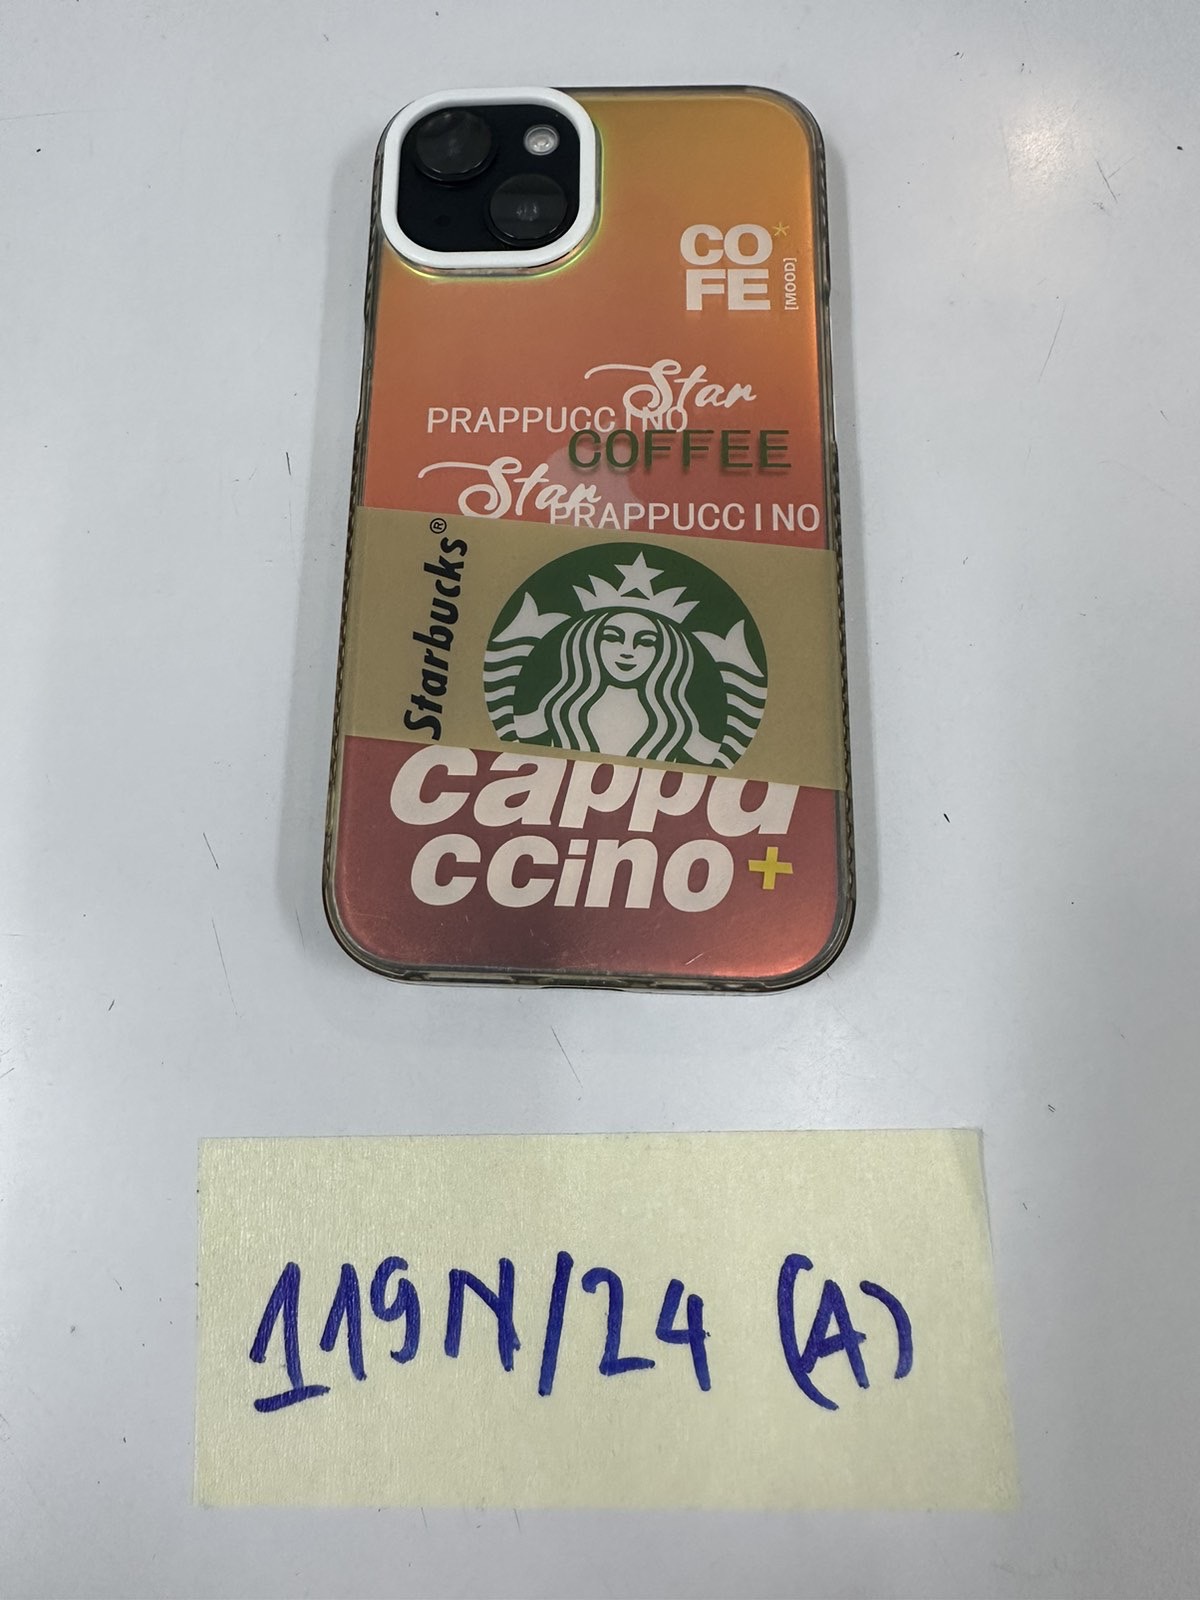 CO*
FE
[MOOD]
Star
PRAPPUCCINO
COFFEE
Star
PRAPPUCCINO
Starbucks®
cappu
ccino+
119N/24 (A)